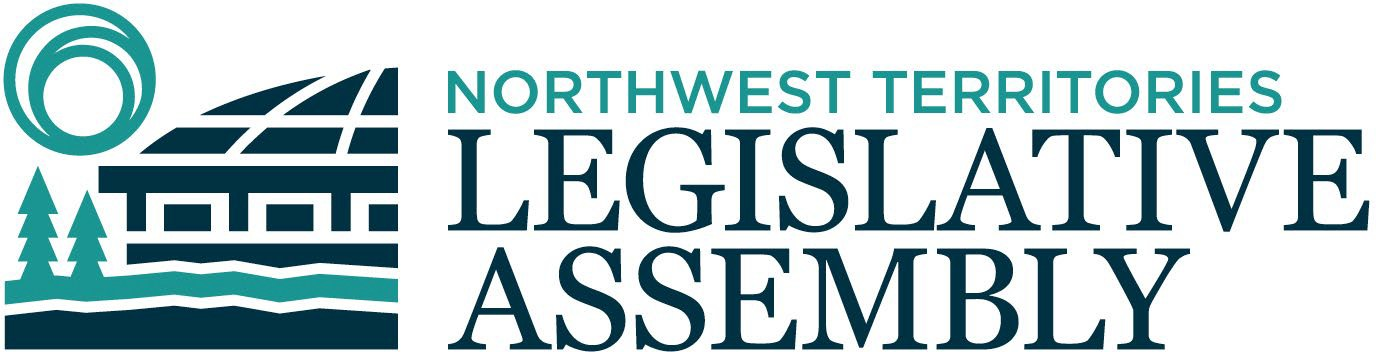 NORTHWEST TERRITORIES
LEGISLATIVE
ASSEMBLY